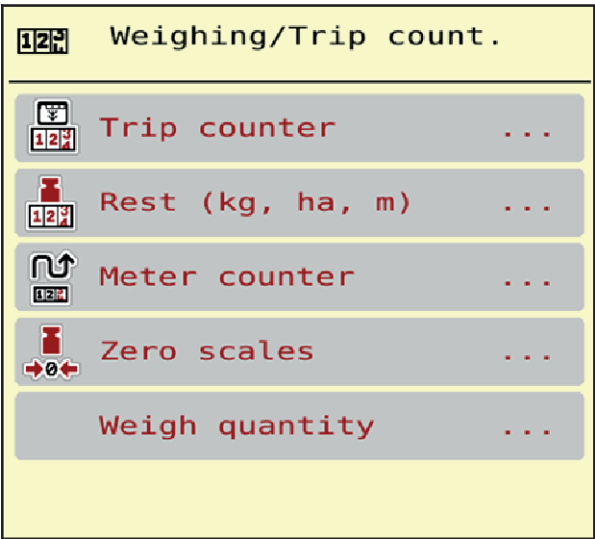 Weighing/Trip count.
Trip counter ...
Rest (kg, ha, m) ...
Meter counter ...
Zero scales ...
Weigh quantity ...